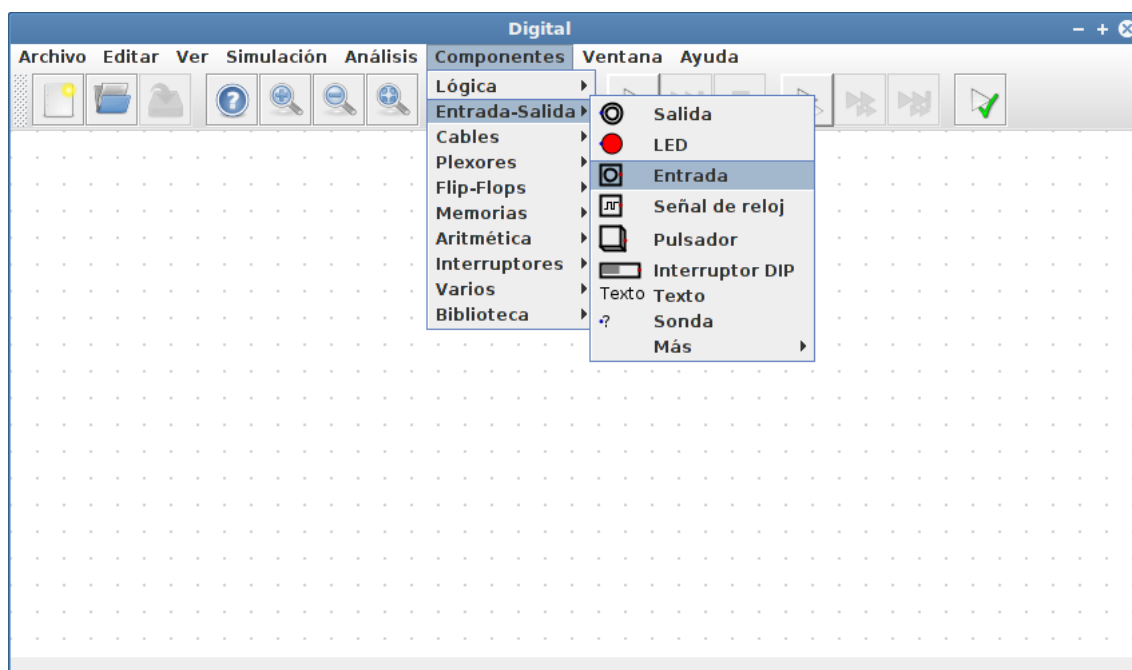 Digital
Archivo Editar Ver Simulación Análisis Componentes Ventana Ayuda
Lógica
Entrada-Salida
Cables
Plexores
Flip-Flops
Memorias
Aritmética
Interruptores
Varios
Biblioteca
Salida
LED
Entrada
Señal de reloj
Pulsador
Interruptor DIP
Texto Texto
? Sonda
Más